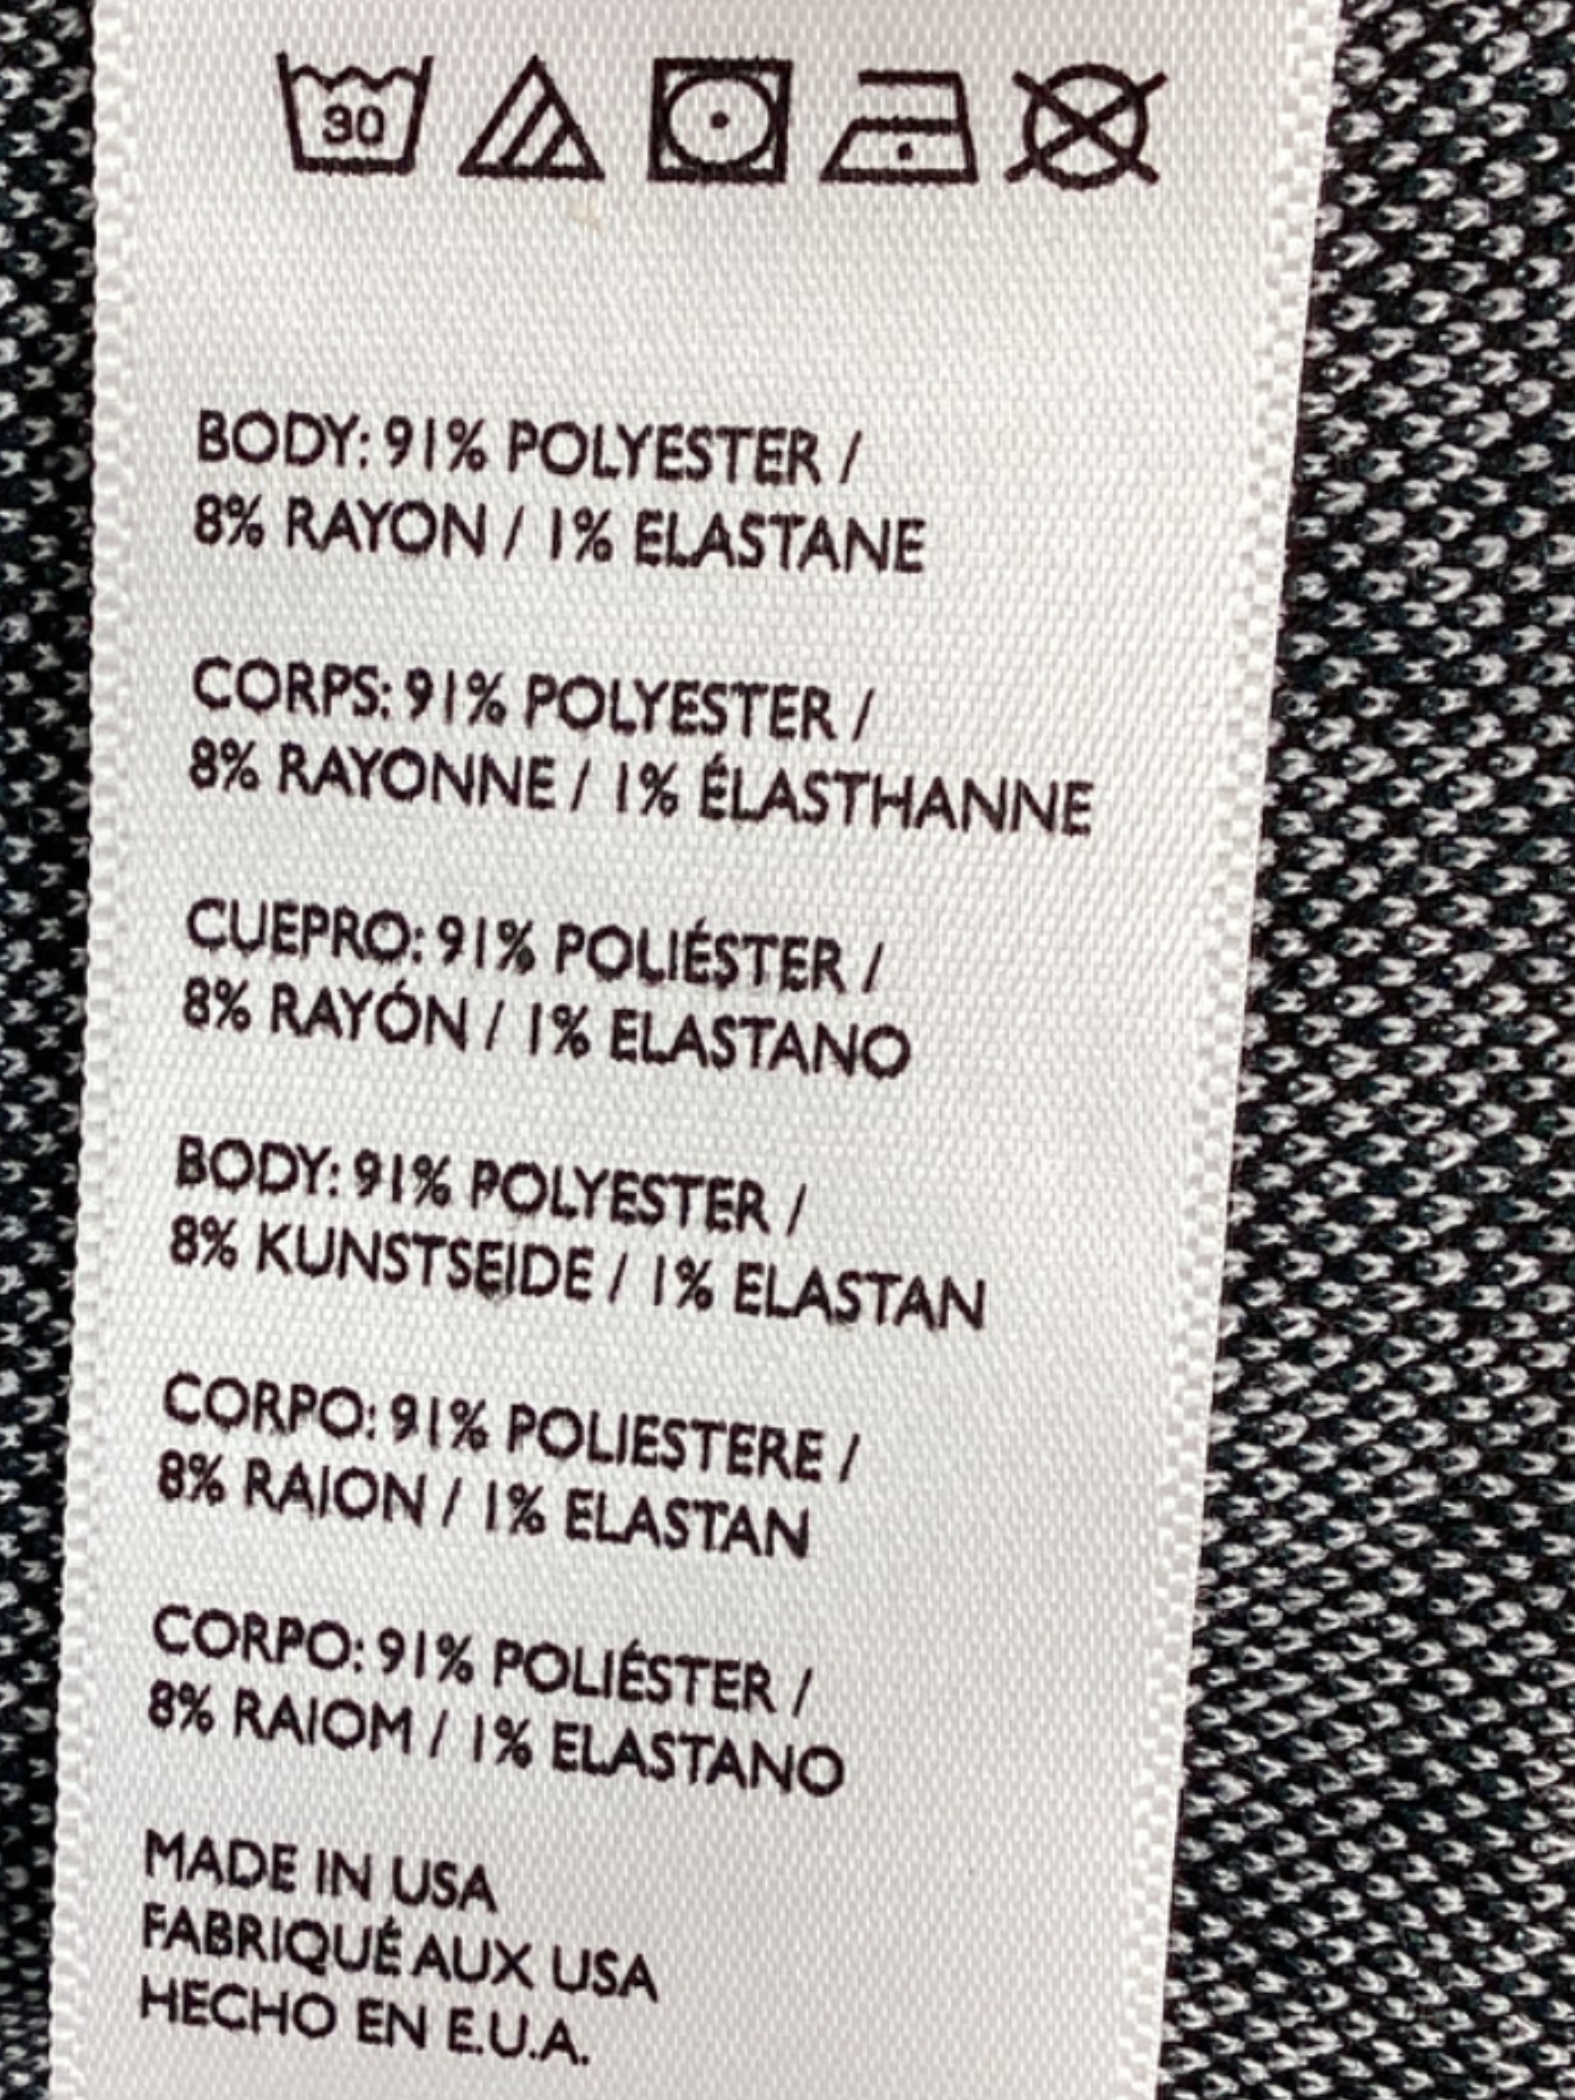 30
BODY: 91% POLYESTER /
8% RAYON / 1% ELASTANE
CORPS: 91% POLYESTER /
8% RAYONNE / 1% ÉLASTHANNE
CUEPRO: 91% POLIÉSTER /
8% RAYÓN / 1% ELASTANO
BODY: 91% POLYESTER /
8% KUNSTSEIDE / 1% ELASTAN
CORPO: 91% POLIESTERE /
8% RAION / 1% ELASTAN
CORPO: 91% POLIÉSTER /
8% RAIOM / 1% ELASTANO
MADE IN USA
FABRIQUÉ AUX USA
HECHO EN E.U.A.